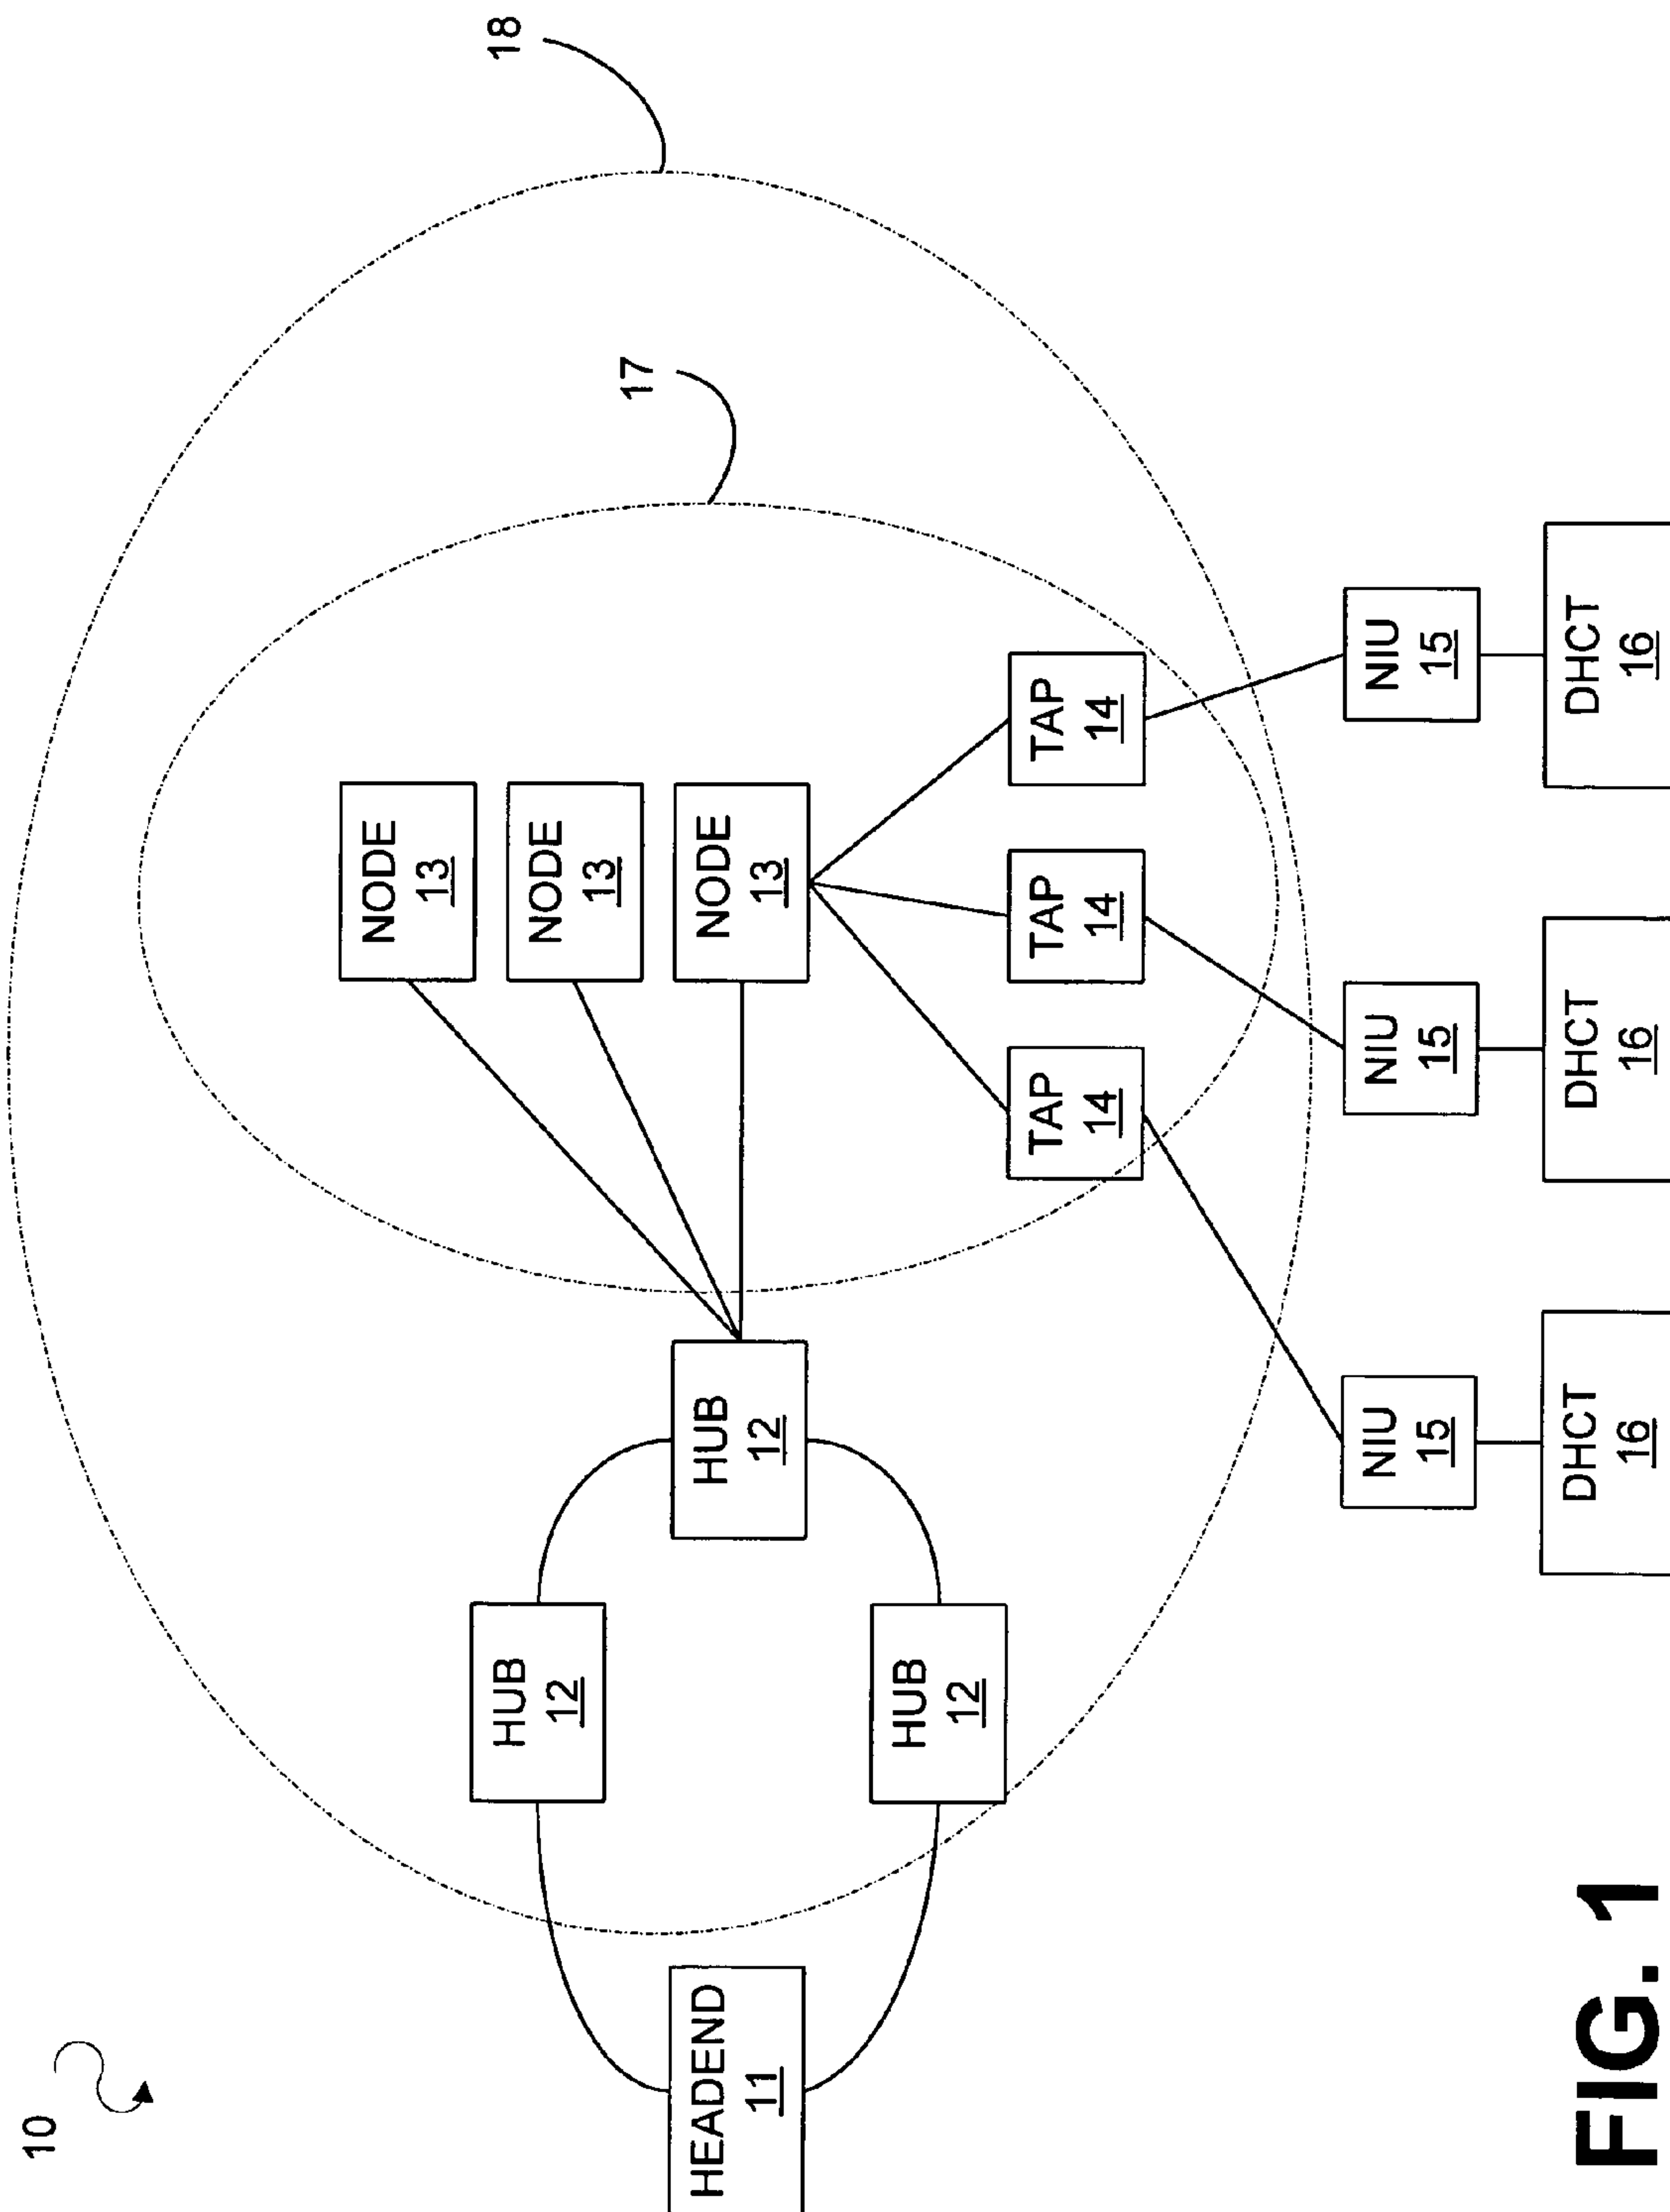 10
18
17
HEADEND
11
HUB
12
HUB
12
HUB
12
NODE
13
NODE
13
NODE
13
TAP
14
TAP
14
TAP
14
NIU
15
NIU
15
NIU
15
DHCT
16
DHCT
16
DHCT
16
FIG. 1